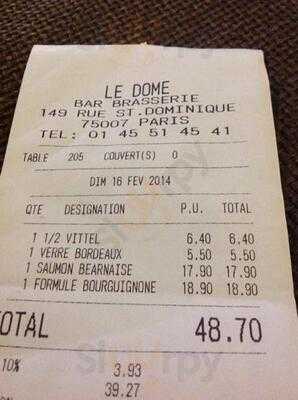 LE DOME
BAR BRASSERIE
149 RUE ST.DOMINIQUE
75007 PARIS
TEL: 01 45 51 45 41
TABLE 205 COUVERT(S) 0
DIM 16 FEV 2014
QTE DESIGNATION P.U. TOTAL
1 1/2 VITTEL 6.40 6.40
1 VERRE BORDEAUX 5.50 5.50
1 SAUMON BEARNAISE 17.90 17.90
1 FORMULE BOURGUIGNONE 18.90 18.90
TOTAL 48.70
10% 3.93
39.27